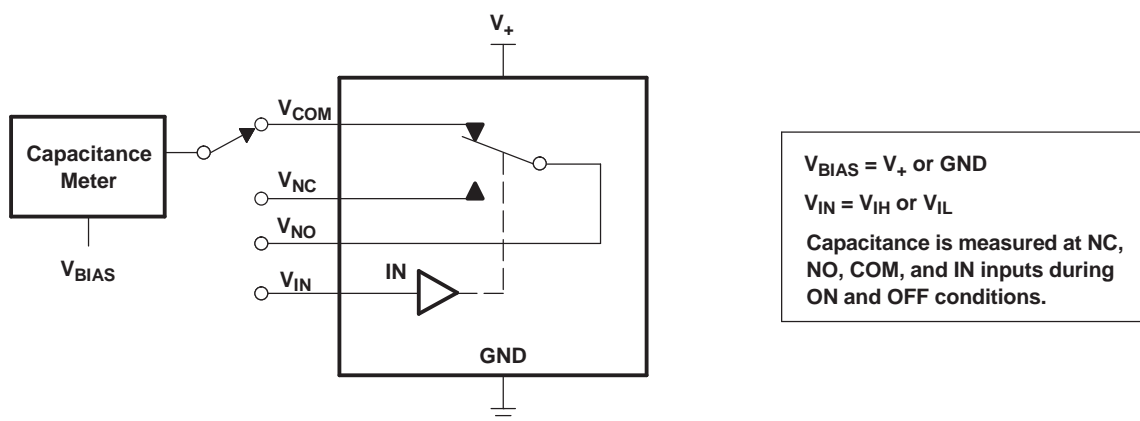 V+
VCOM
Capacitance
Meter
VNC
VNO
VBIAS
VIN
IN
GND
VBIAS = V+ or GND
VIN = VIH or VIL
Capacitance is measured at NC,
NO, COM, and IN inputs during
ON and OFF conditions.